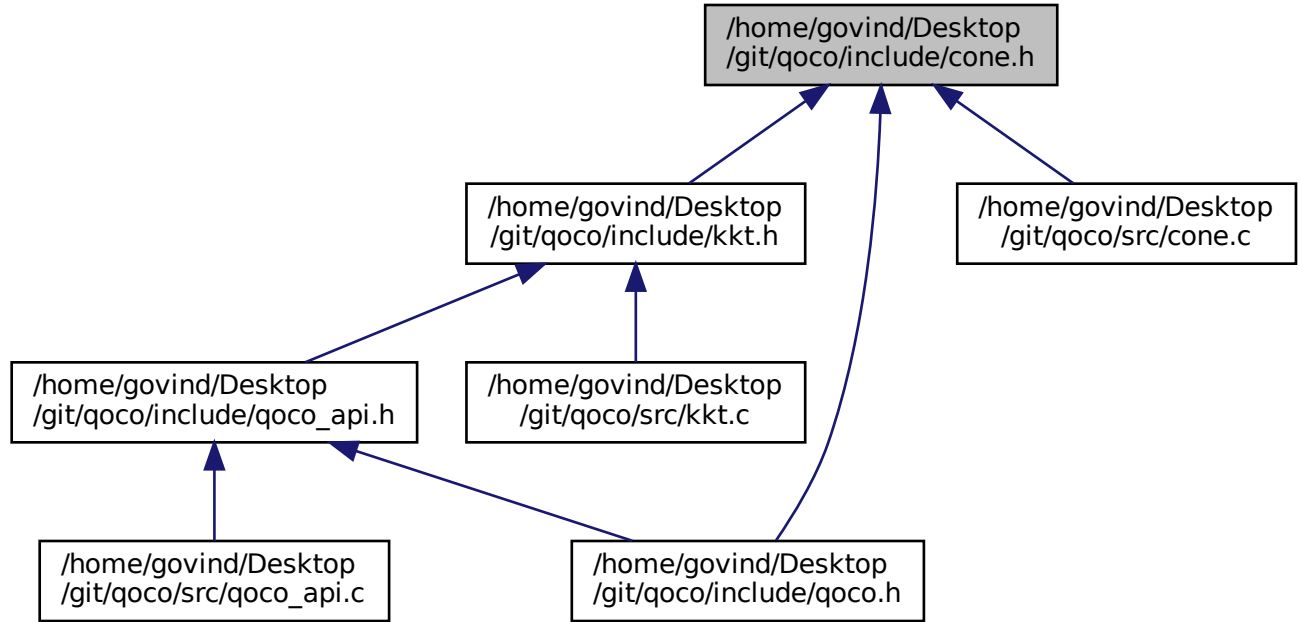 /home/govind/Desktop
/git/qoco/include/cone.h
/home/govind/Desktop
/git/qoco/include/kkt.h
/home/govind/Desktop
/git/qoco/src/cone.c
/home/govind/Desktop
/git/qoco/include/qoco_api.h
/home/govind/Desktop
/git/qoco/src/kkt.c
/home/govind/Desktop
/git/qoco/src/qoco_api.c
/home/govind/Desktop
/git/qoco/include/qoco.h